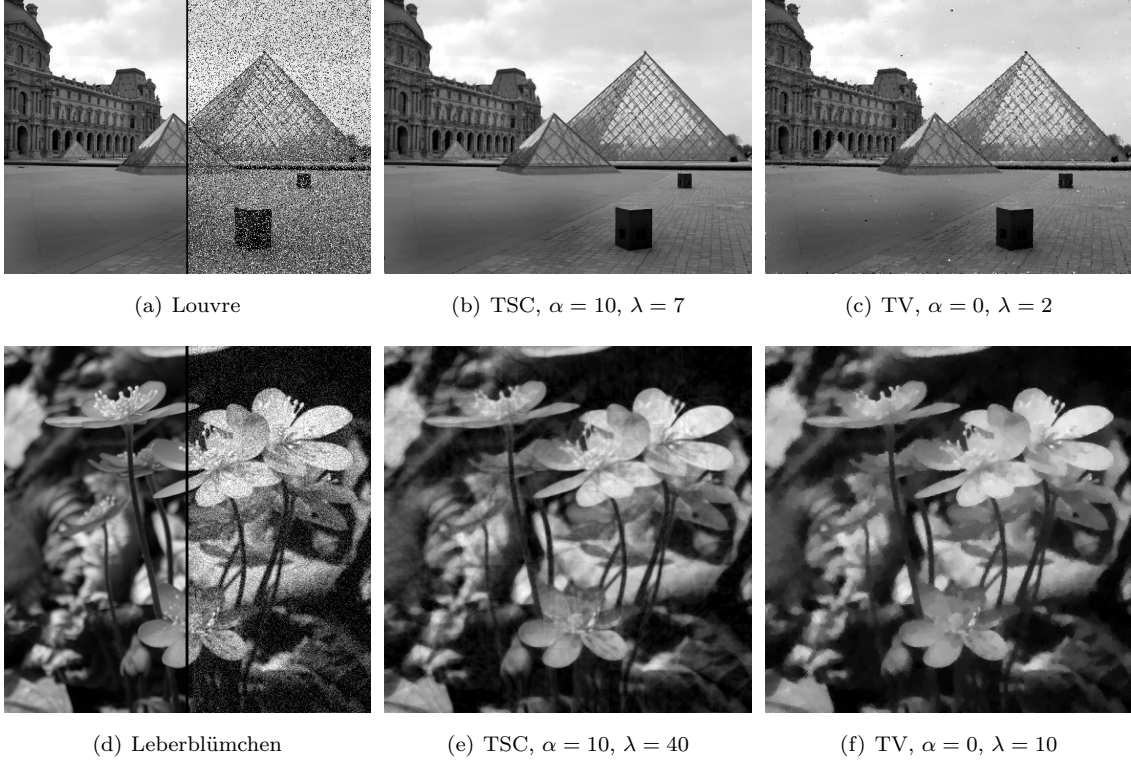 (a) Louvre
(b) TSC, α = 10, λ = 7
(c) TV, α = 0, λ = 2
(d) Leberblümchen
(e) TSC, α = 10, λ = 40
(f) TV, α = 0, λ = 10